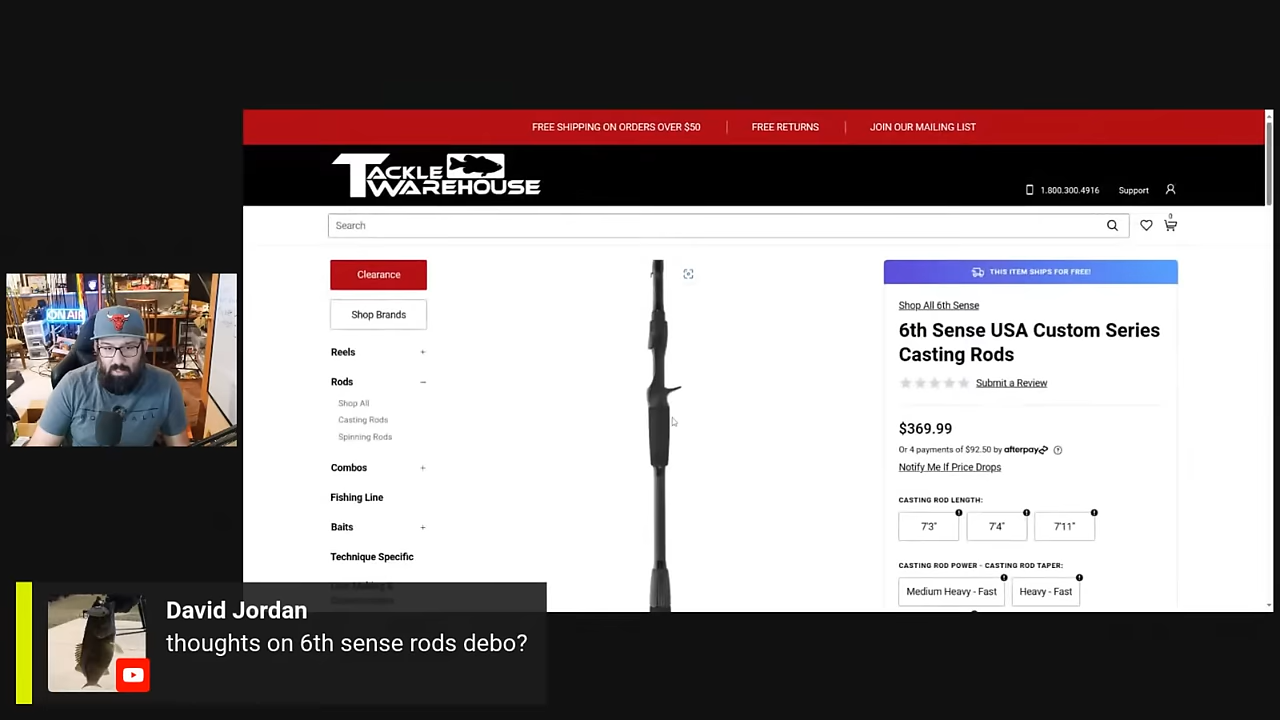 FREE SHIPPING ON ORDERS OVER $50
FREE RETURNS
JOIN OUR MAILING LIST
TACKLE
WAREHOUSE
1.800.300.4916
Support
Search
0
Clearance
Shop Brands
Reels +
Rods −
Shop All
Casting Rods
Spinning Rods
Combos +
Fishing Line
Baits +
Technique Specific
THIS ITEM SHIPS FOR FREE!
Shop All 6th Sense
6th Sense USA Custom Series
Casting Rods
Submit a Review
$369.99
Or 4 payments of $92.50 by afterpay
Notify Me If Price Drops
CASTING ROD LENGTH:
7'3" 7'4" 7'11"
CASTING ROD POWER - CASTING ROD TAPER:
Medium Heavy - Fast Heavy - Fast
ON AIR
David Jordan
thoughts on 6th sense rods debo?